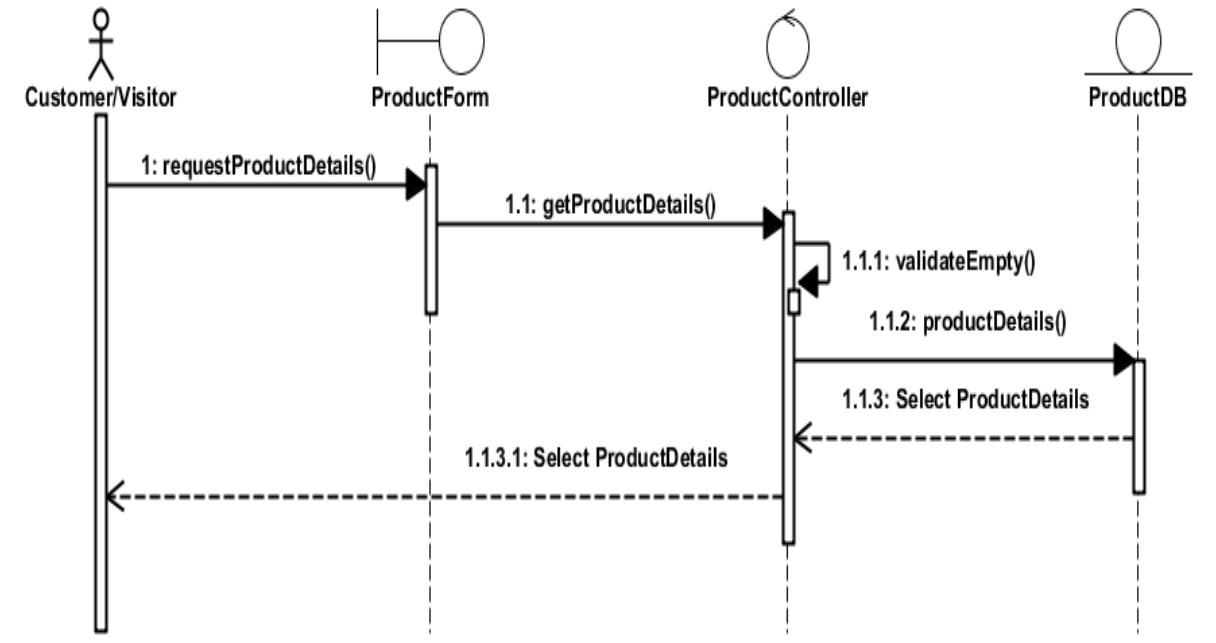 Customer/Visitor
ProductForm
ProductController
ProductDB
1: requestProductDetails()
1.1: getProductDetails()
1.1.1: validateEmpty()
1.1.2: productDetails()
1.1.3: Select ProductDetails
1.1.3.1: Select ProductDetails